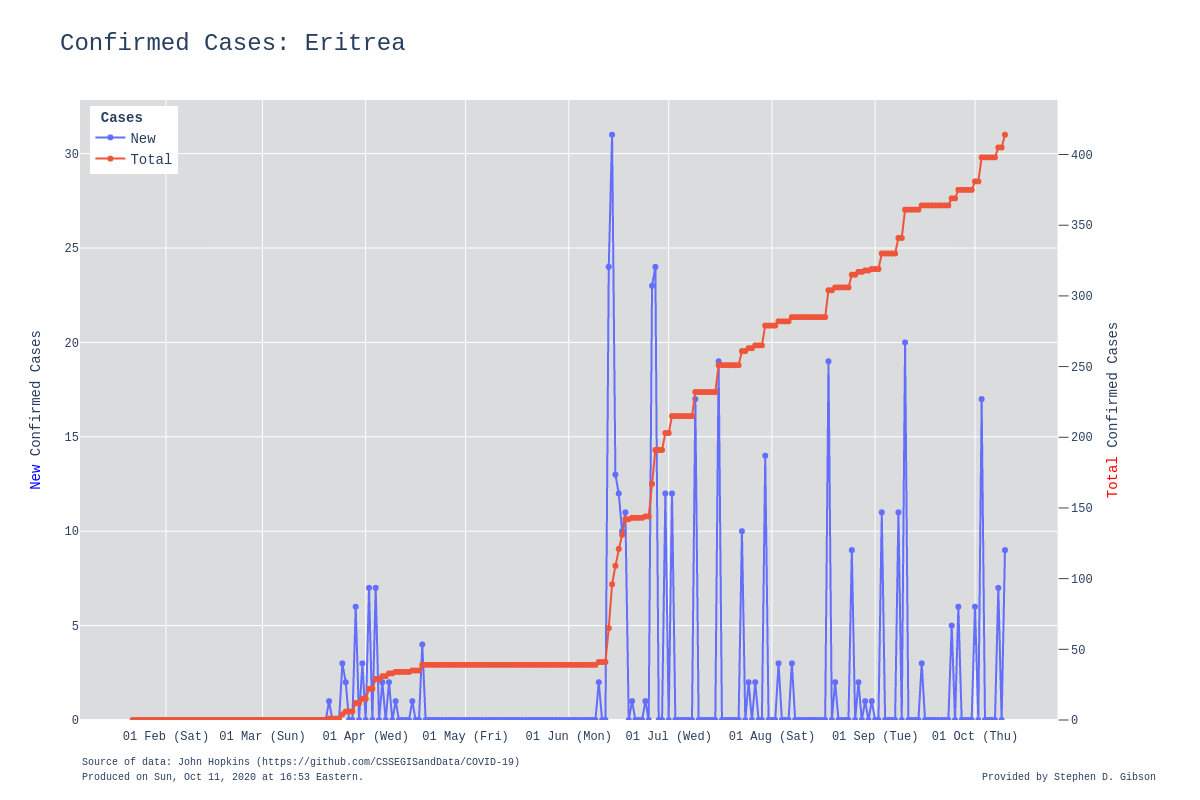 Confirmed Cases: Eritrea
Cases
New
Total
30
25
20
15
10
5
0
400
350
300
250
200
150
100
50
0
New Confirmed Cases
Total Confirmed Cases
01 Feb (Sat) 01 Mar (Sun) 01 Apr (Wed) 01 May (Fri) 01 Jun (Mon) 01 Jul (Wed) 01 Aug (Sat) 01 Sep (Tue) 01 Oct (Thu)
Source of data: John Hopkins (https://github.com/CSSEGISandData/COVID-19)
Produced on Sun, Oct 11, 2020 at 16:53 Eastern.
Provided by Stephen D. Gibson